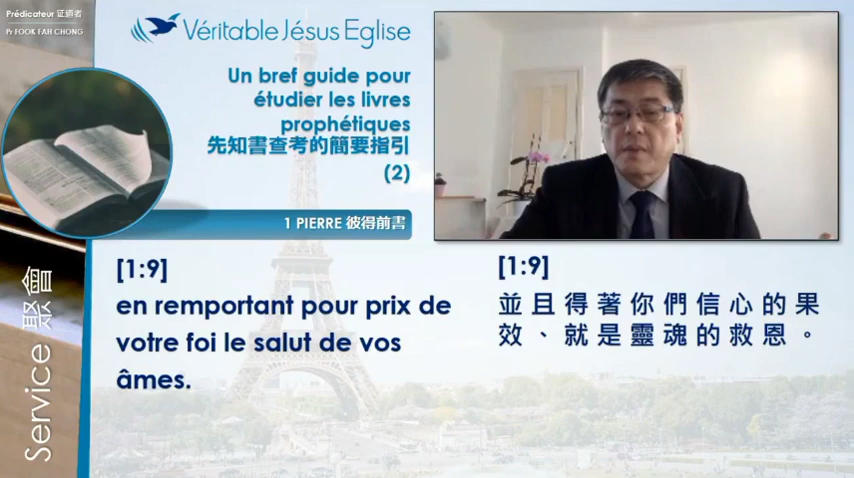 Prédicateur 証道者
Pr FOOK FAH CHONG
Véritable Jésus Eglise
Un bref guide pour
étudier les livres
prophétiques
先知書查考的簡要指引
(2)
1 PIERRE 彼得前書
[1:9]
en remportant pour prix de
votre foi le salut de vos
âmes.
[1:9]
並且得著你們信心的果
效、就是靈魂的救恩。
Service 聚會